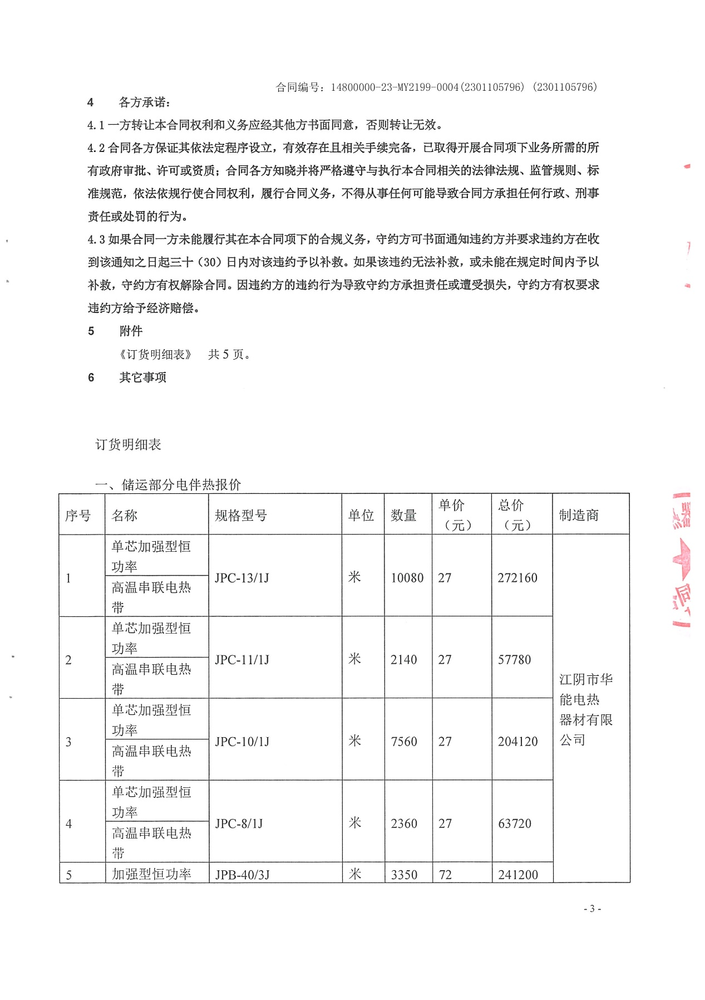 合同编号：14800000-23-MY2199-0004(2301105796)(2301105796)
4 各方承诺：
4.1 一方转让本合同权利和义务应经其他方书面同意，否则转让无效。
4.2 合同各方保证其依法定程序设立，有效存在且相关手续完备，已取得开展合同项下业务所需的所
有政府审批、许可或资质；合同各方知晓并将严格遵守与执行本合同相关的法律法规、监管规则、标
准规范，依法依规行使合同权利，履行合同义务，不得从事任何可能导致合同方承担任何行政、刑事
责任或处罚的行为。
4.3 如果合同一方未能履行其在本合同项下的合规义务，守约方可书面通知违约方并要求违约方在收
到该通知之日起三十（30）日内对该违约予以补救。如果该违约无法补救，或未能在规定时间内予以
补救，守约方有权解除合同。因违约方的违约行为导致守约方承担责任或遭受损失，守约方有权要求
违约方给予经济赔偿。
5 附件
《订货明细表》 共 5 页。
6 其它事项
订货明细表
一、储运部分电伴热报价
序号 名称 规格型号 单位 数量 单价（元） 总价（元） 制造商
1 单芯加强型恒功率 高温串联电热带 JPC-13/1J 米 10080 27 272160
2 单芯加强型恒功率 高温串联电热带 JPC-11/1J 米 2140 27 57780
3 单芯加强型恒功率 高温串联电热带 JPC-10/1J 米 7560 27 204120
4 单芯加强型恒功率 高温串联电热带 JPC-8/1J 米 2360 27 63720
5 加强型恒功率 JPB-40/3J 米 3350 72 241200
江阴市华
能电热
器材有限
公司
- 3 -